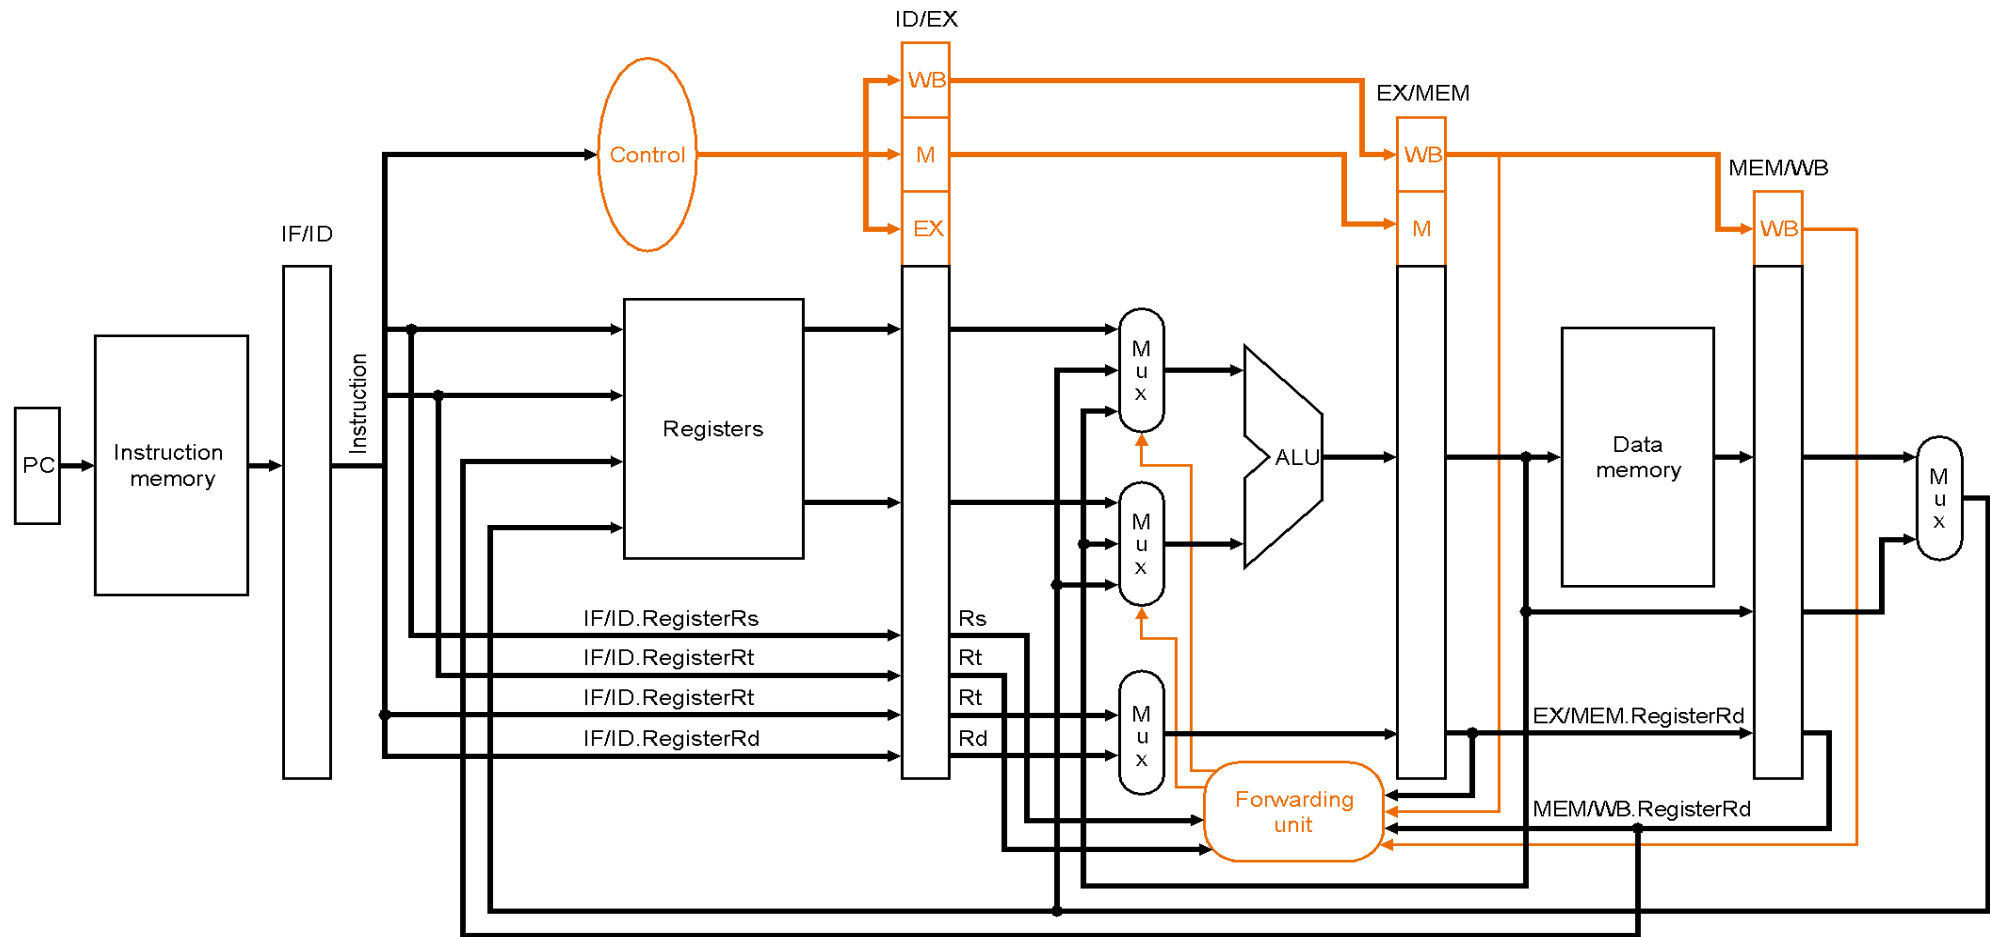 ID/EX
WB
EX/MEM
Control
M
WB
MEM/WB
IF/ID
EX
M
WB
Instruction
M
u
x
PC
Instruction
memory
Registers
ALU
Data
memory
M
u
x
M
u
x
IF/ID.RegisterRs
Rs
IF/ID.RegisterRt
Rt
IF/ID.RegisterRt
Rt
IF/ID.RegisterRd
Rd
M
u
x
EX/MEM.RegisterRd
Forwarding
unit
MEM/WB.RegisterRd